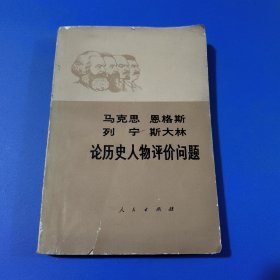 马克思 恩格斯
列宁 斯大林
论历史人物评价问题
人民出版社